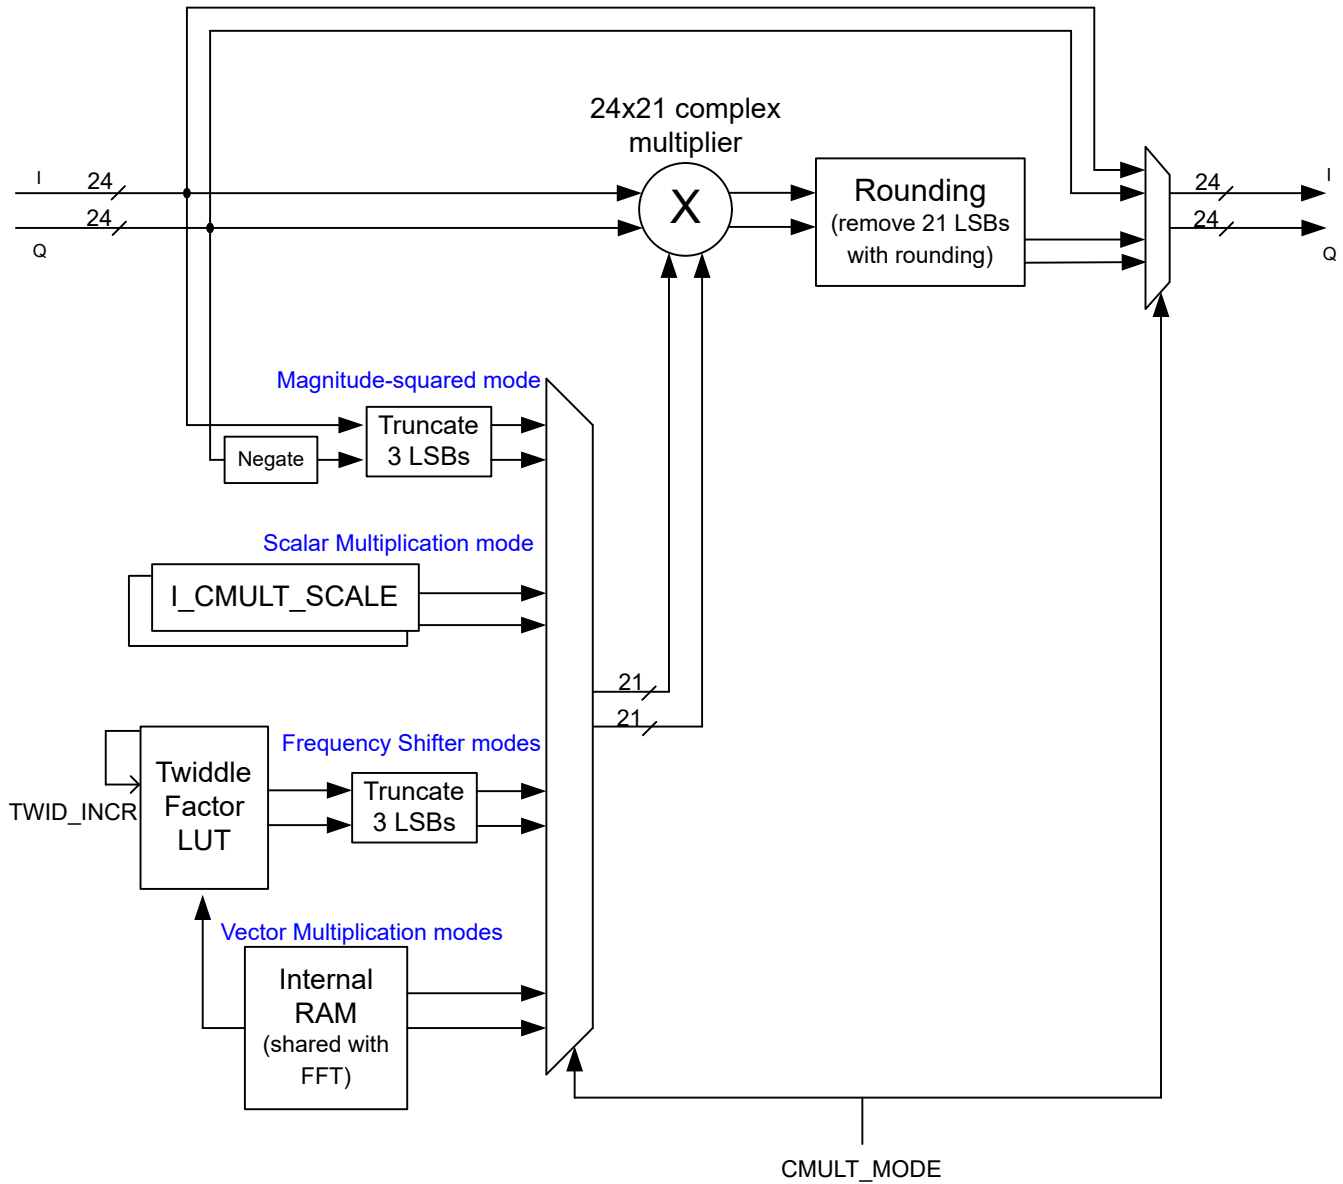 24x21 complex
multiplier
I
24
24
Q
X
Rounding
(remove 21 LSBs
with rounding)
I
24
24
Q
Magnitude-squared mode
Truncate
3 LSBs
Negate
Scalar Multiplication mode
I_CMULT_SCALE
21
21
Frequency Shifter modes
Twiddle
Factor
LUT
TWID_INCR
Truncate
3 LSBs
Vector Multiplication modes
Internal
RAM
(shared with
FFT)
CMULT_MODE